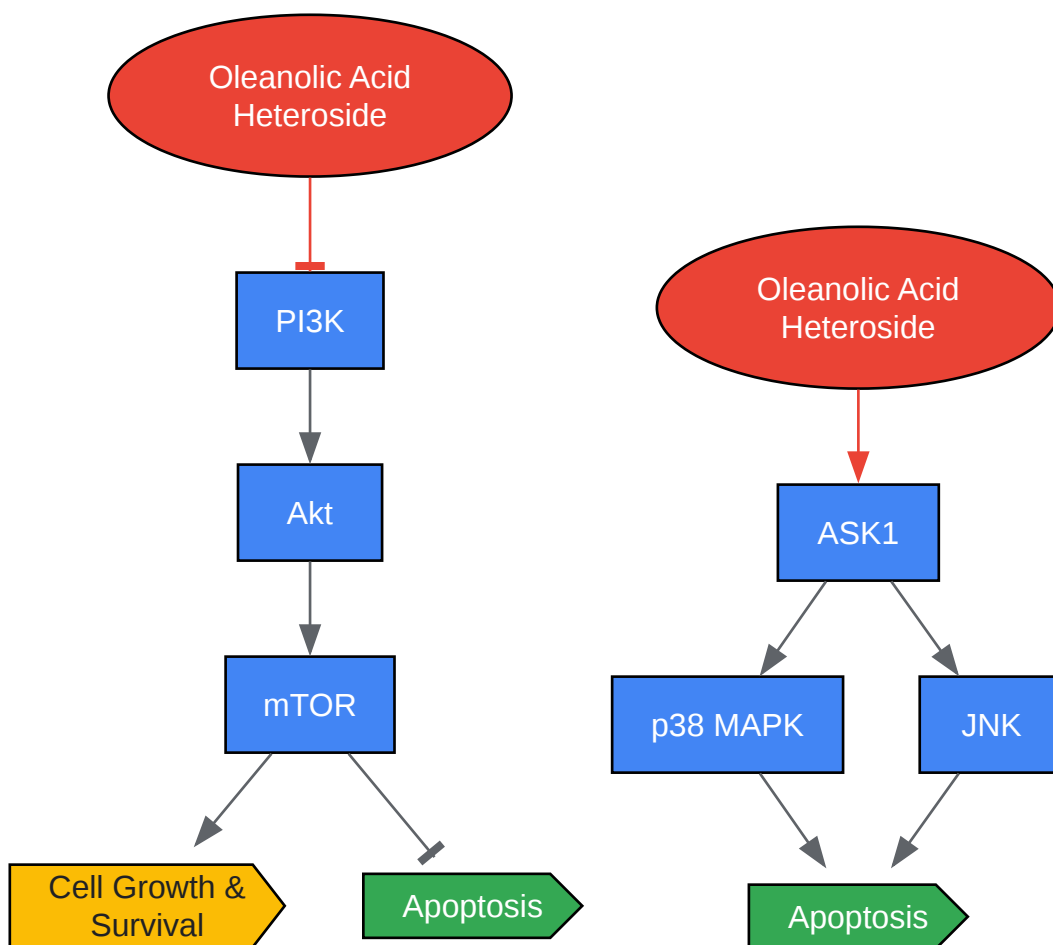 Oleanolic Acid
Heteroside
PI3K
Akt
mTOR
Cell Growth &
Survival
Apoptosis
Oleanolic Acid
Heteroside
ASK1
p38 MAPK
JNK
Apoptosis